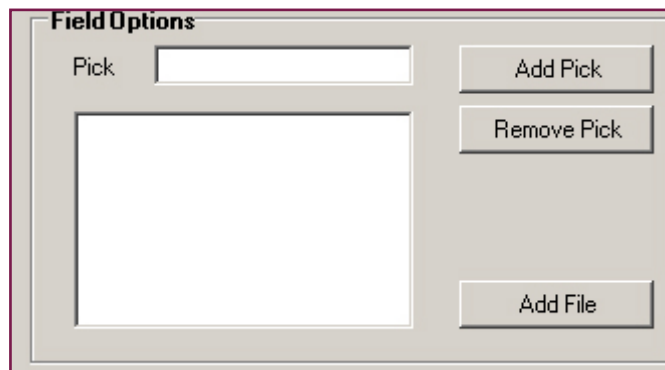 Field Options
Pick
Add Pick
Remove Pick
Add File